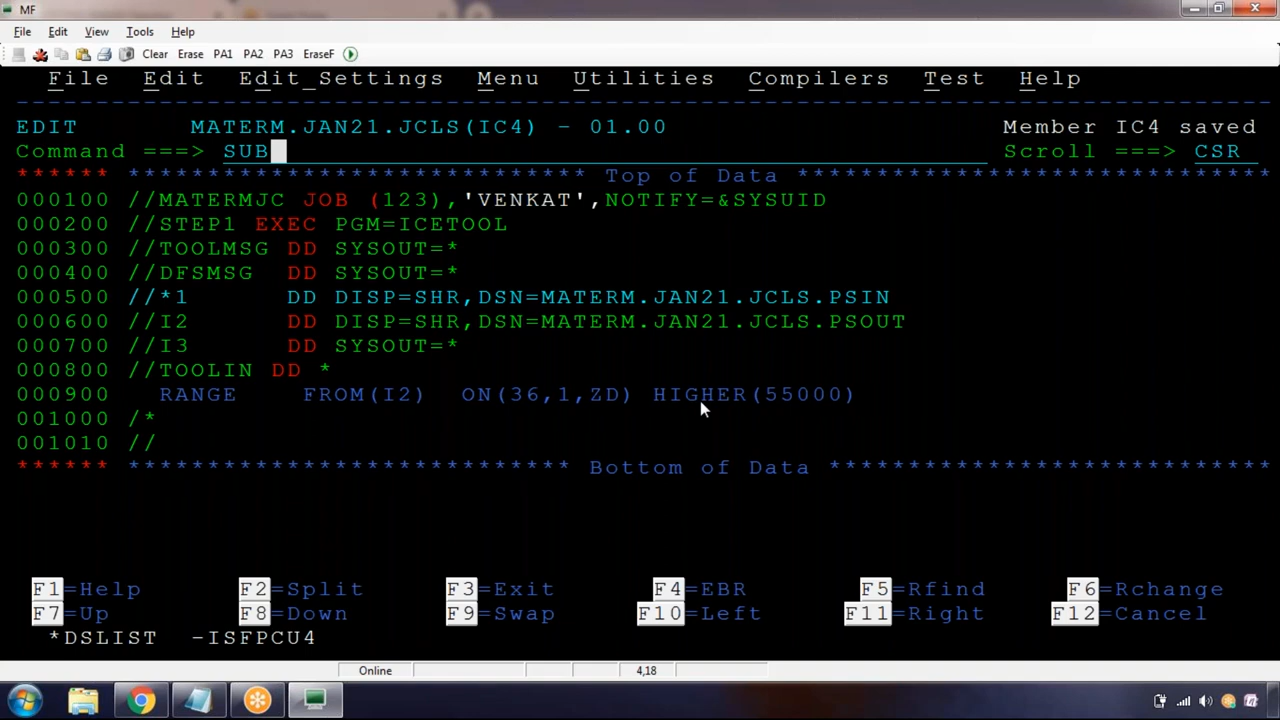 MF
File Edit View Tools Help
Clear Erase PA1 PA2 PA3 EraseF
File Edit Edit_Settings Menu Utilities Compilers Test Help
--------------------------------------------------------------------------------
EDIT MATERM.JAN21.JCLS(IC4) - 01.00 Member IC4 saved
Command ===> SUB Scroll ===> CSR
****** ***************************** Top of Data ******************************
000100 //MATERMJC JOB (123),'VENKAT',NOTIFY=&SYSUID
000200 //STEP1 EXEC PGM=ICETOOL
000300 //TOOLMSG DD SYSOUT=*
000400 //DFSMSG  DD SYSOUT=*
000500 //*1      DD DISP=SHR,DSN=MATERM.JAN21.JCLS.PSIN
000600 //I2      DD DISP=SHR,DSN=MATERM.JAN21.JCLS.PSOUT
000700 //I3      DD SYSOUT=*
000800 //TOOLIN DD *
000900   RANGE    FROM(I2)  ON(36,1,ZD) HIGHER(55000)
001000 /*
001010 //
****** **************************** Bottom of Data ****************************
F1=Help F2=Split F3=Exit F4=EBR F5=Rfind F6=Rchange
F7=Up F8=Down F9=Swap F10=Left F11=Right F12=Cancel
*DSLIST -ISFPCU4
Online 4,18